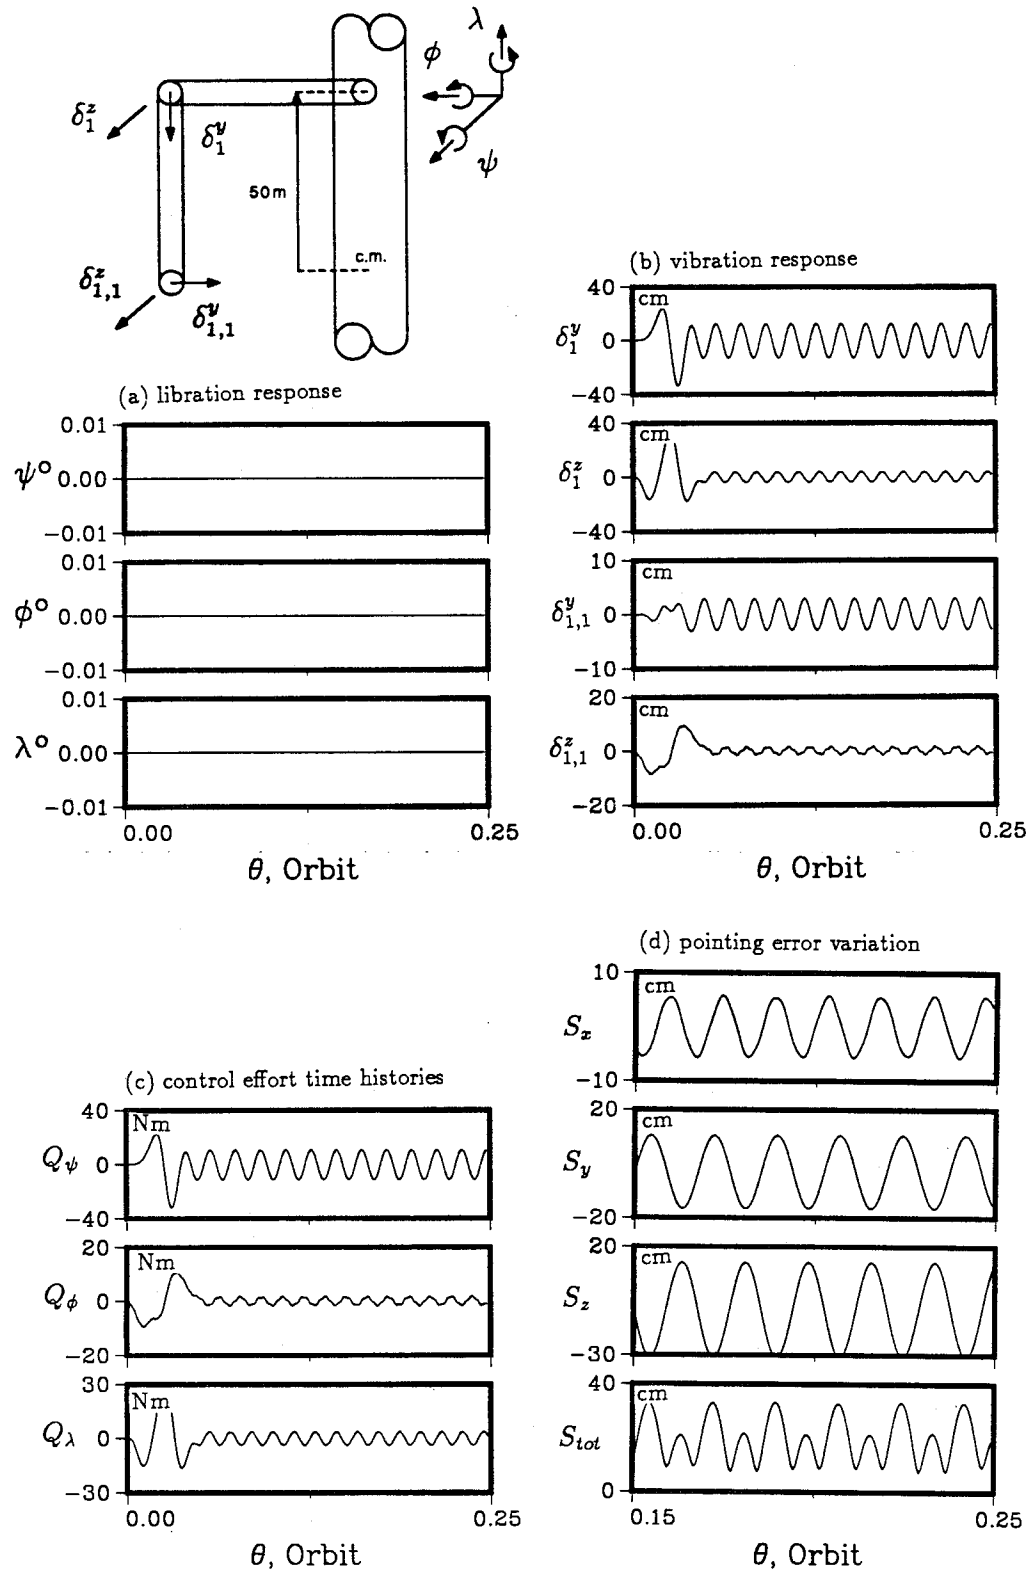 λ
ϕ
ψ
δ₁ᶻ
δ₁ʸ
50m
c.m.
δ₁,₁ᶻ
δ₁,₁ʸ
(a) libration response
0.01
ψ° 0.00
−0.01
0.01
ϕ° 0.00
−0.01
0.01
λ° 0.00
−0.01
0.00 0.25
θ, Orbit
(b) vibration response
40
cm
δ₁ʸ 0
−40
40
cm
δ₁ᶻ 0
−40
10
cm
δ₁,₁ʸ 0
−10
20
cm
δ₁,₁ᶻ 0
−20
0.00 0.25
θ, Orbit
(c) control effort time histories
40
Nm
Qψ 0
−40
20
Nm
Qϕ 0
−20
30
Nm
Qλ 0
−30
0.00 0.25
θ, Orbit
(d) pointing error variation
10
cm
Sx
−10
20
cm
Sy
−20
20
cm
Sz
−30
40
cm
Stot
0
0.15 0.25
θ, Orbit